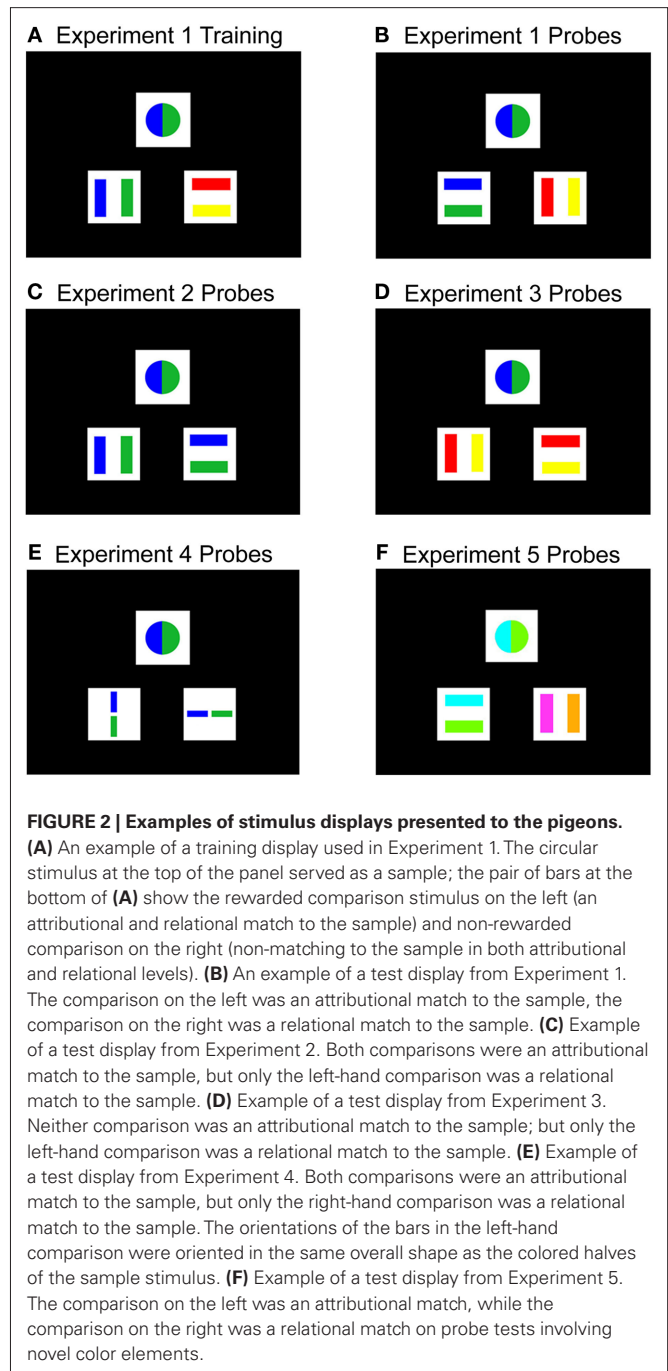 A Experiment 1 Training
B Experiment 1 Probes
C Experiment 2 Probes
D Experiment 3 Probes
E Experiment 4 Probes
F Experiment 5 Probes
FIGURE 2 | Examples of stimulus displays presented to the pigeons.
(A) An example of a training display used in Experiment 1. The circular
stimulus at the top of the panel served as a sample; the pair of bars at the
bottom of (A) show the rewarded comparison stimulus on the left (an
attributional and relational match to the sample) and non-rewarded
comparison on the right (non-matching to the sample in both attributional
and relational levels). (B) An example of a test display from Experiment 1.
The comparison on the left was an attributional match to the sample, the
comparison on the right was a relational match to the sample. (C) Example
of a test display from Experiment 2. Both comparisons were an attributional
match to the sample, but only the left-hand comparison was a relational
match to the sample. (D) Example of a test display from Experiment 3.
Neither comparison was an attributional match to the sample; but only the
left-hand comparison was a relational match to the sample. (E) Example of
a test display from Experiment 4. Both comparisons were an attributional
match to the sample, but only the right-hand comparison was a relational
match to the sample. The orientations of the bars in the left-hand
comparison were oriented in the same overall shape as the colored halves
of the sample stimulus. (F) Example of a test display from Experiment 5.
The comparison on the left was an attributional match, while the
comparison on the right was a relational match on probe tests involving
novel color elements.